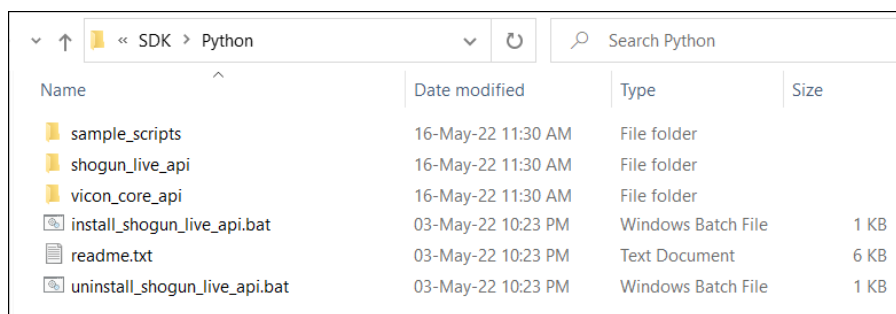 « SDK > Python Search Python
Name Date modified Type Size
sample_scripts 16-May-22 11:30 AM File folder
shogun_live_api 16-May-22 11:30 AM File folder
vicon_core_api 16-May-22 11:30 AM File folder
install_shogun_live_api.bat 03-May-22 10:23 PM Windows Batch File 1 KB
readme.txt 03-May-22 10:23 PM Text Document 6 KB
uninstall_shogun_live_api.bat 03-May-22 10:23 PM Windows Batch File 1 KB